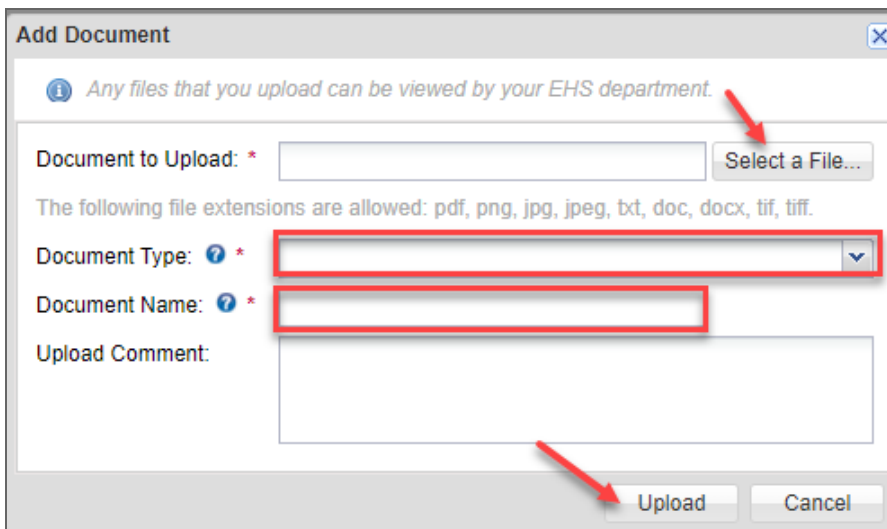 Add Document
Any files that you upload can be viewed by your EHS department.
Document to Upload: * Select a File...
The following file extensions are allowed: pdf, png, jpg, jpeg, txt, doc, docx, tif, tiff.
Document Type: ? *
Document Name: ? *
Upload Comment:
Upload Cancel